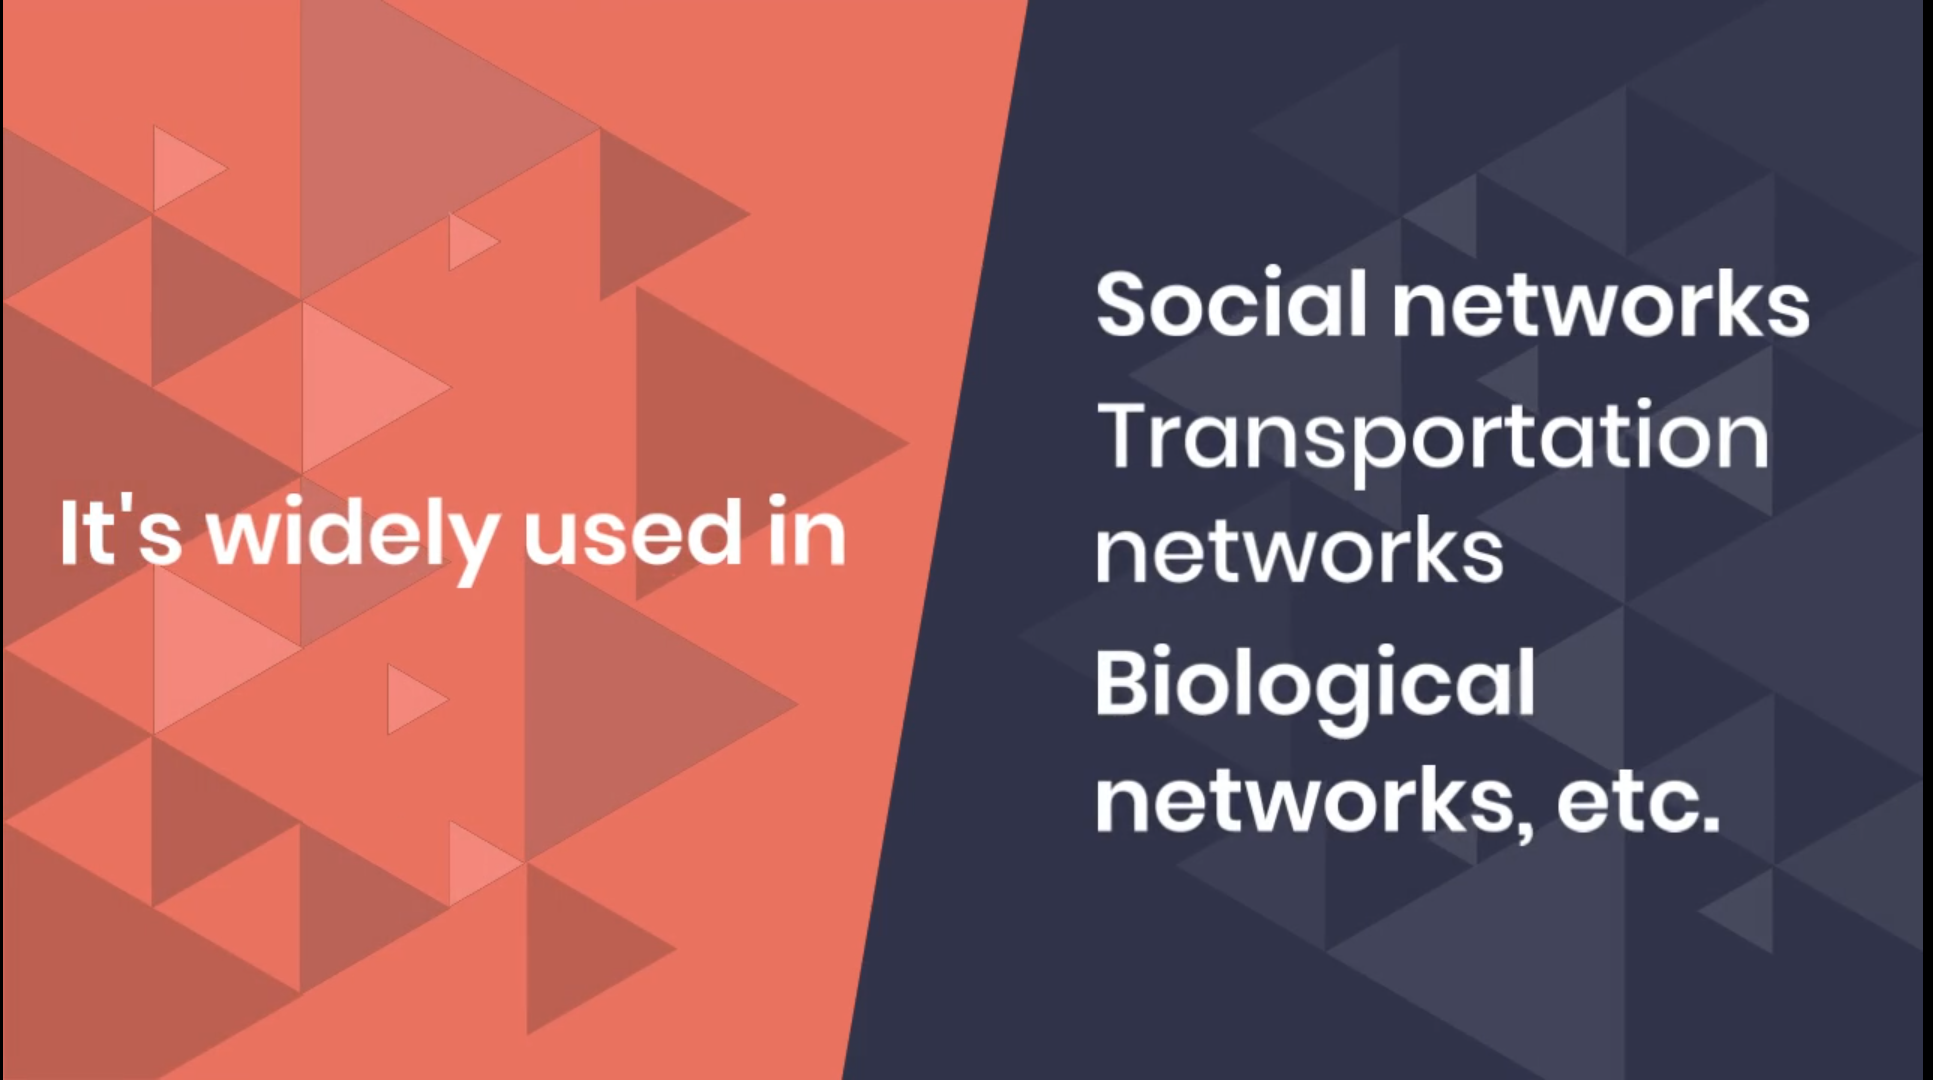 It's widely used in
Social networks
Transportation
networks
Biological
networks, etc.